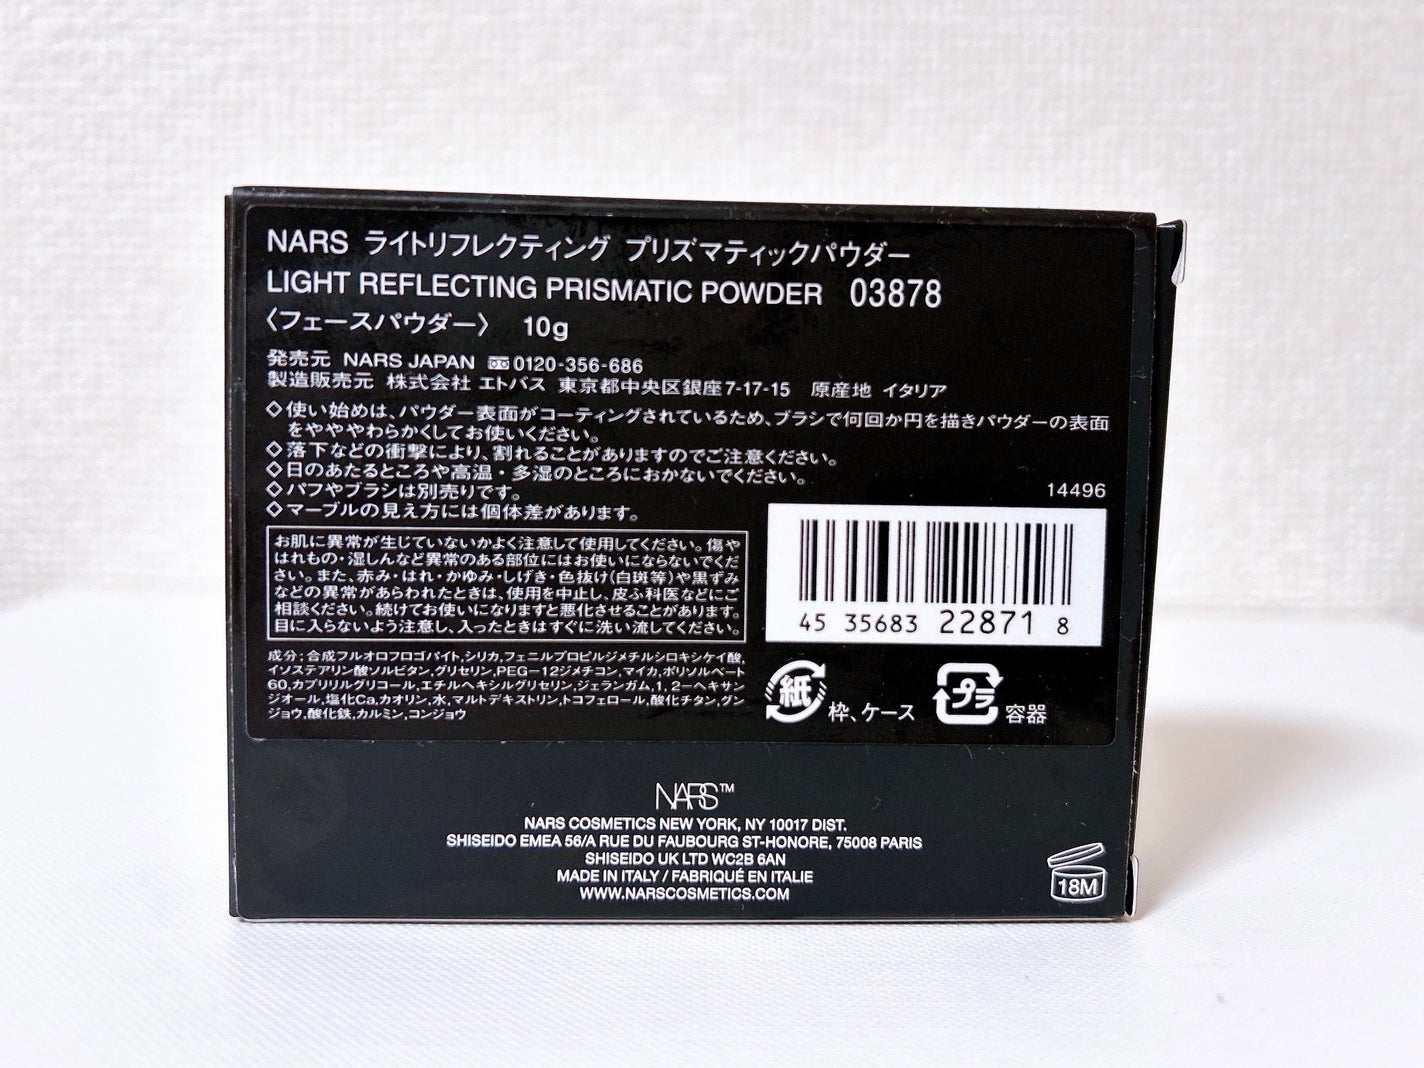 NARS ライトリフレクティング プリズマティックパウダー
LIGHT REFLECTING PRISMATIC POWDER 03878
〈フェースパウダー〉 10g
発売元 NARS JAPAN 0120-356-686
製造販売元 株式会社 エトバス 東京都中央区銀座7-17-15 原産地 イタリア
◇使い始めは、パウダー表面がコーティングされているため、ブラシで何回か円を描きパウダーの表面
をやややわらかくしてお使いください。
◇落下などの衝撃により、割れることがありますのでご注意ください。
◇日のあたるところや高温・多湿のところにおかないでください。
◇パフやブラシは別売りです。
◇マーブルの見え方には個体差があります。
14496
お肌に異常が生じていないかよく注意して使用してください。傷や
はれもの・湿しんなど異常のある部位にはお使いにならないでくだ
さい。また、赤み・はれ・かゆみ・しげき・色抜け(白斑等)や黒ずみ
などの異常があらわれたときは、使用を中止し、皮ふ科医などにご
相談ください。続けてお使いになりますと悪化させることがあります。
目に入らないよう注意し、入ったときはすぐに洗い流してください。
45 35683 22871 8
成分:合成フルオロフロゴパイト,シリカ,フェニルプロピルジメチルシロキシケイ酸,
イソステアリン酸ソルビタン,グリセリン,PEG-12ジメチコン,マイカ,ポリソルベート
60,カプリリルグリコール,エチルヘキシルグリセリン,ジェランガム,1,2-ヘキサン
ジオール,塩化Ca,カオリン,水,マルトデキストリン,トコフェロール,酸化チタン,グン
ジョウ,酸化鉄,カルミン,コンジョウ
紙 枠、ケース プラ 容器
NARS™
NARS COSMETICS NEW YORK, NY 10017 DIST.
SHISEIDO EMEA 56/A RUE DU FAUBOURG ST-HONORE, 75008 PARIS
SHISEIDO UK LTD WC2B 6AN
MADE IN ITALY / FABRIQUÉ EN ITALIE
WWW.NARSCOSMETICS.COM
18M